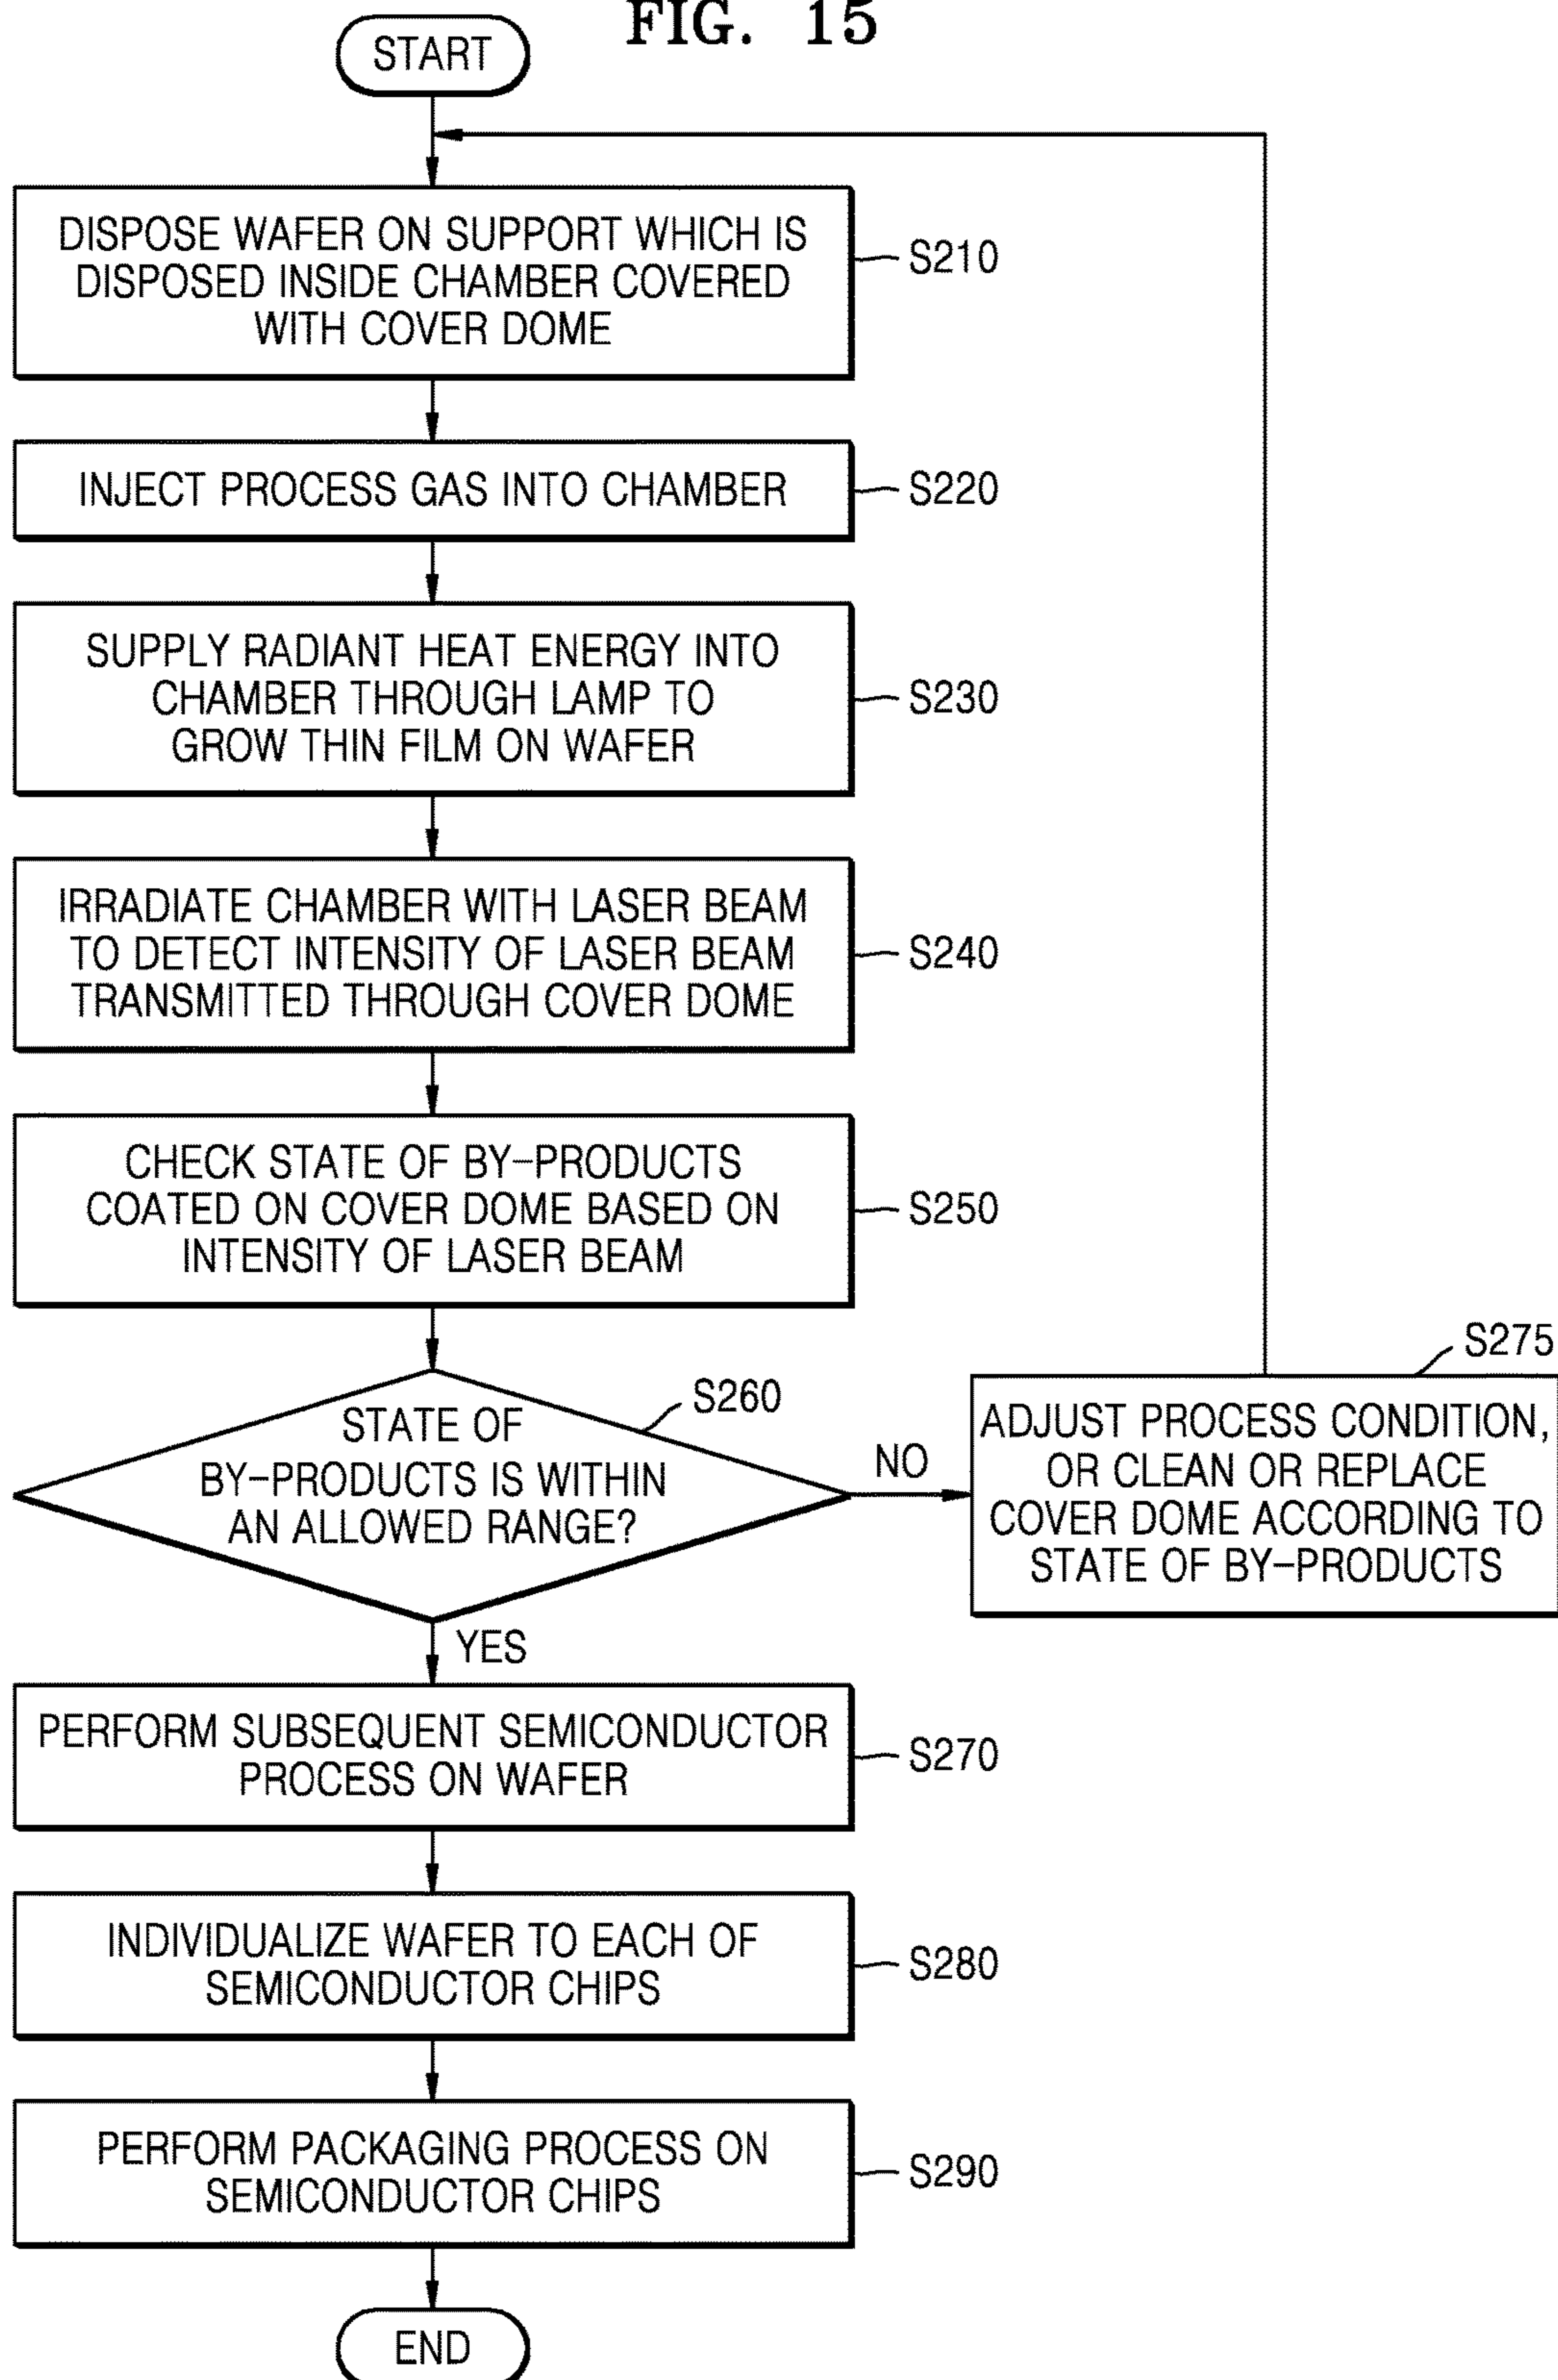 FIG. 15
START
DISPOSE WAFER ON SUPPORT WHICH IS
DISPOSED INSIDE CHAMBER COVERED
WITH COVER DOME
S210
INJECT PROCESS GAS INTO CHAMBER
S220
SUPPLY RADIANT HEAT ENERGY INTO
CHAMBER THROUGH LAMP TO
GROW THIN FILM ON WAFER
S230
IRRADIATE CHAMBER WITH LASER BEAM
TO DETECT INTENSITY OF LASER BEAM
TRANSMITTED THROUGH COVER DOME
S240
CHECK STATE OF BY-PRODUCTS
COATED ON COVER DOME BASED ON
INTENSITY OF LASER BEAM
S250
STATE OF
BY-PRODUCTS IS WITHIN
AN ALLOWED RANGE?
S260
NO
S275
ADJUST PROCESS CONDITION,
OR CLEAN OR REPLACE
COVER DOME ACCORDING TO
STATE OF BY-PRODUCTS
YES
PERFORM SUBSEQUENT SEMICONDUCTOR
PROCESS ON WAFER
S270
INDIVIDUALIZE WAFER TO EACH OF
SEMICONDUCTOR CHIPS
S280
PERFORM PACKAGING PROCESS ON
SEMICONDUCTOR CHIPS
S290
END